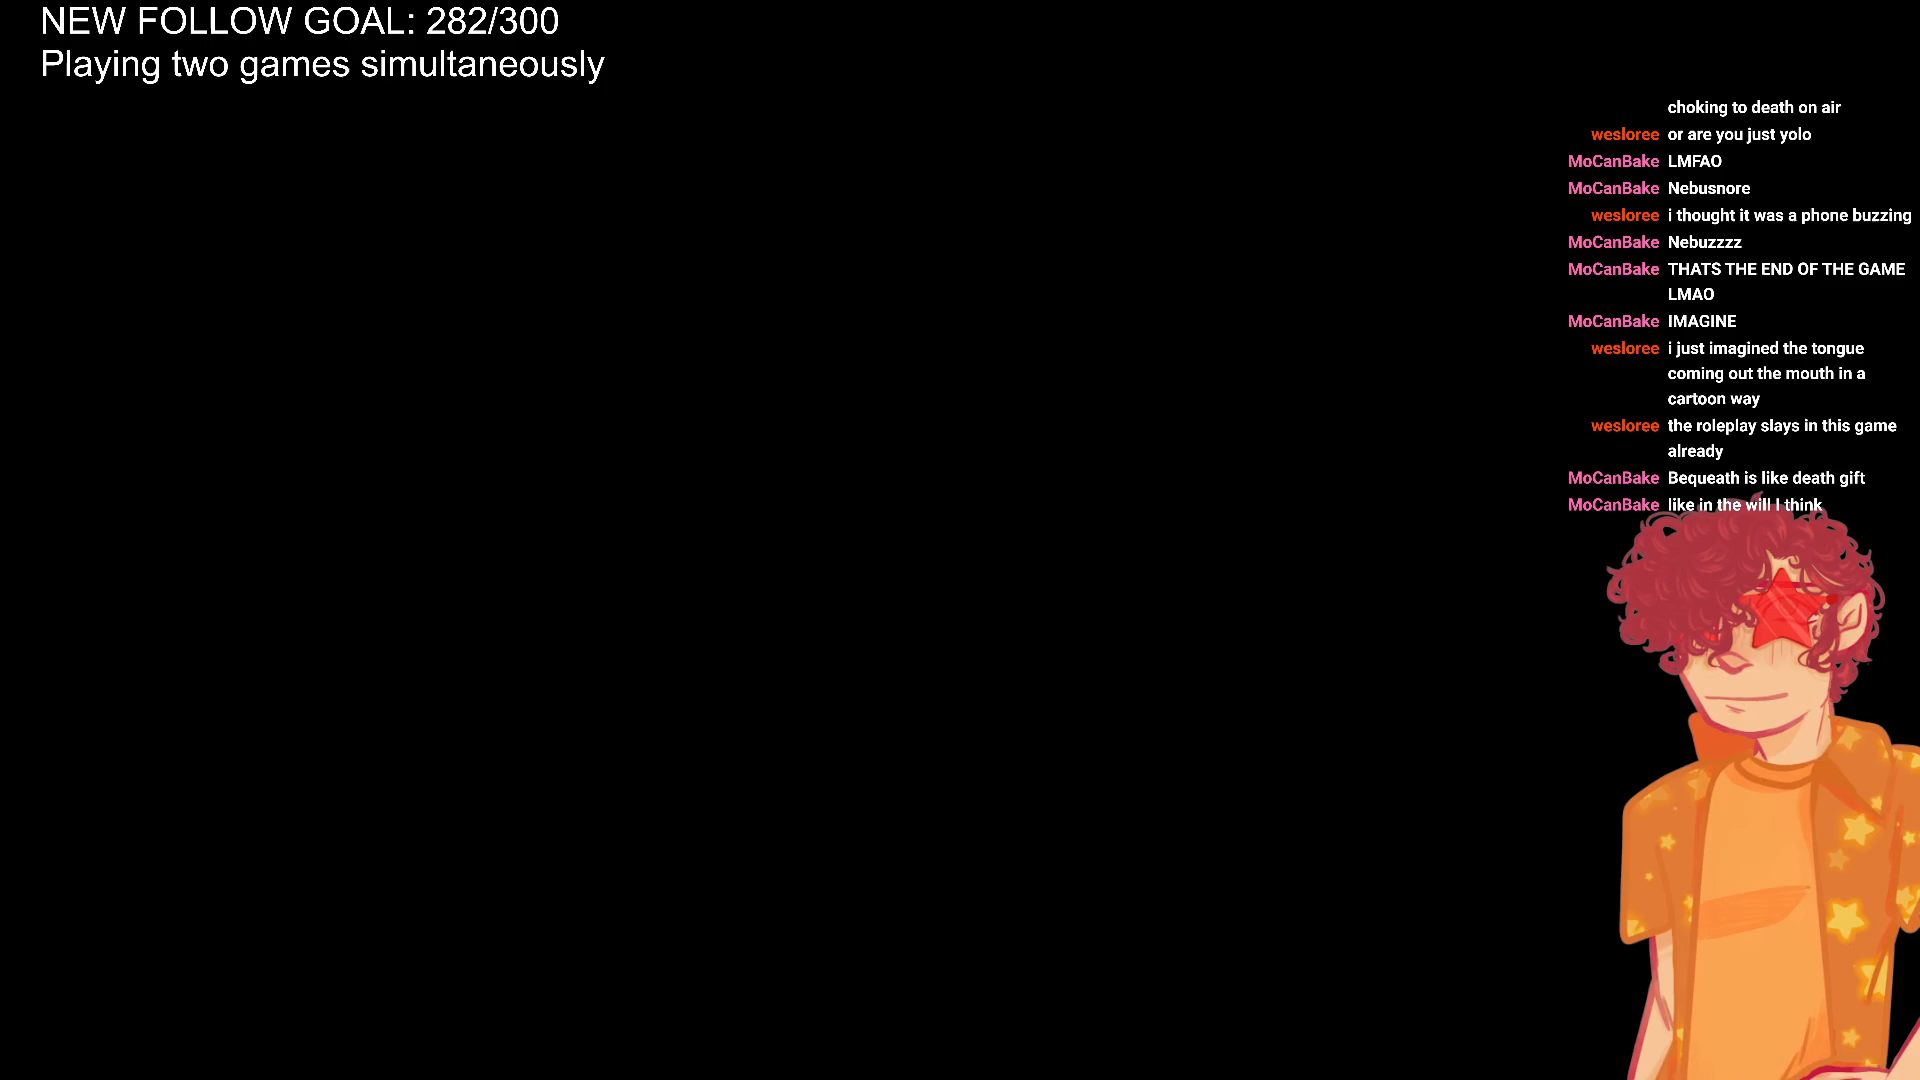 NEW FOLLOW GOAL: 282/300
Playing two games simultaneously
choking to death on air
wesloree or are you just yolo
MoCanBake LMFAO
MoCanBake Nebusnore
wesloree i thought it was a phone buzzing
MoCanBake Nebuzzzz
MoCanBake THATS THE END OF THE GAME
LMAO
MoCanBake IMAGINE
wesloree i just imagined the tongue
coming out the mouth in a
cartoon way
wesloree the roleplay slays in this game
already
MoCanBake Bequeath is like death gift
MoCanBake like in the will I think